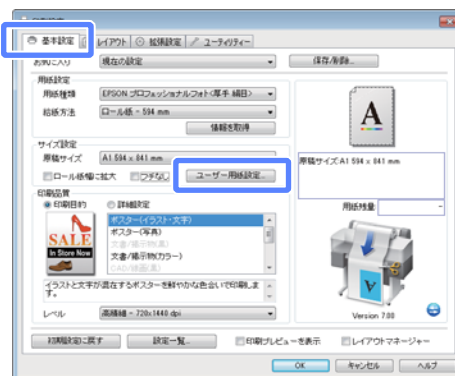 基本設定 レイアウト 拡張設定 ユーティリティー
お気に入り 現在の設定 保存/削除...
用紙設定
用紙種類 EPSON プロフェッショナルフォト<厚手 絹目>
給紙方法 ロール紙 - 594 mm
情報を取得
サイズ設定
原稿サイズ A1 594 x 841 mm
ロール紙幅に拡大 フチなし ユーザー用紙設定...
原稿サイズ:A1 594 x 841 mm
印刷品質
印刷目的 詳細設定
用紙残量: -
SALE
In Store Now
ポスター(イラスト・文字)
ポスター(写真)
文書/掲示物(黒)
文書/掲示物(カラー)
CAD/線画(黒)
イラストと文字が混在するポスターを鮮やかな色合いで印刷します。
レベル 高精細 - 720x1440 dpi
Version 7.00
初期設定に戻す 設定一覧... 印刷プレビューを表示 レイアウトマネージャー
OK キャンセル ヘルプ
A